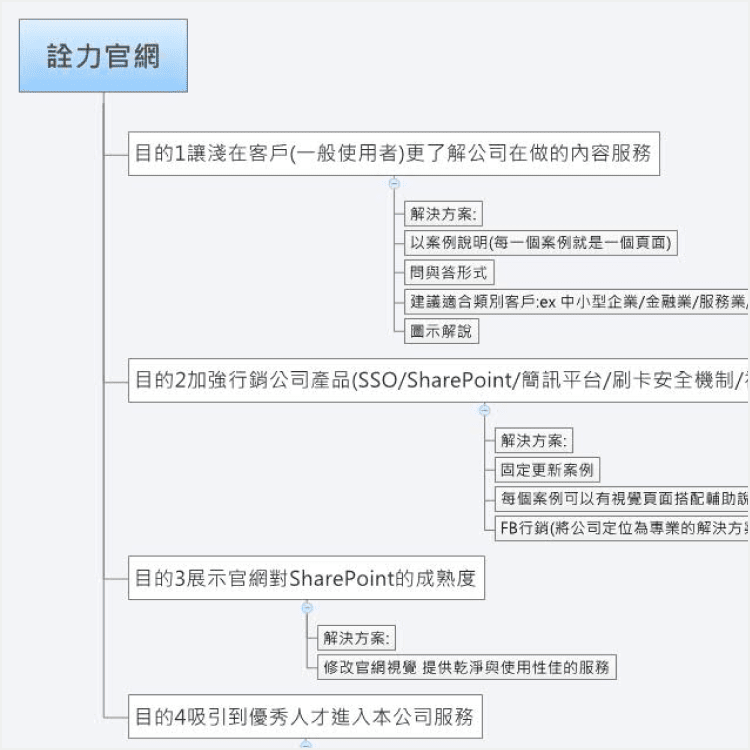 詮力官網
目的1讓淺在客戶(一般使用者)更了解公司在做的內容服務
解決方案:
以案例說明(每一個案例就是一個頁面)
問與答形式
建議適合類別客戶:ex 中小型企業/金融業/服務業/
圖示解說
目的2加強行銷公司產品(SSO/SharePoint/簡訊平台/刷卡安全機制/
解決方案:
固定更新案例
每個案例可以有視覺頁面搭配輔助說
FB行銷(將公司定位為專業的解決方案
目的3展示官網對SharePoint的成熟度
解決方案:
修改官網視覺 提供乾淨與使用性佳的服務
目的4吸引到優秀人才進入本公司服務